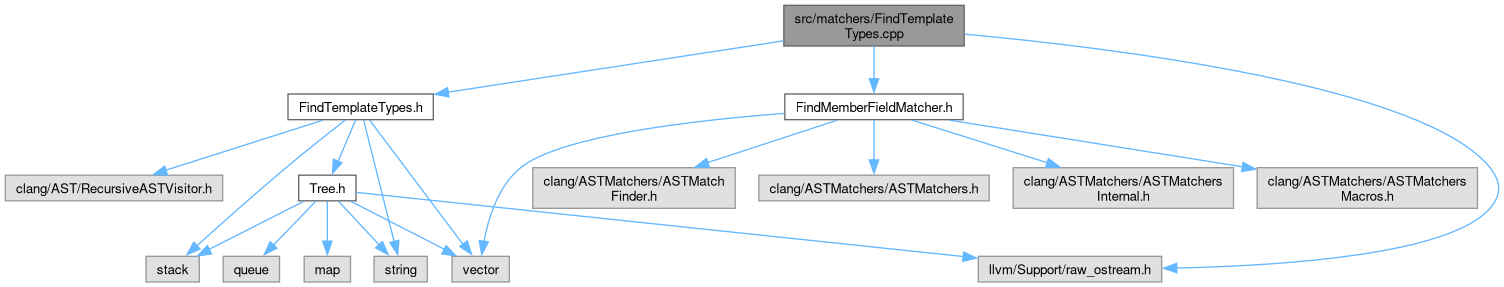 src/matchers/FindTemplate
Types.cpp
FindTemplateTypes.h
FindMemberFieldMatcher.h
clang/AST/RecursiveASTVisitor.h
Tree.h
clang/ASTMatchers/ASTMatch
Finder.h
clang/ASTMatchers/ASTMatchers.h
clang/ASTMatchers/ASTMatchers
Internal.h
clang/ASTMatchers/ASTMatchers
Macros.h
stack
queue
map
string
vector
llvm/Support/raw_ostream.h